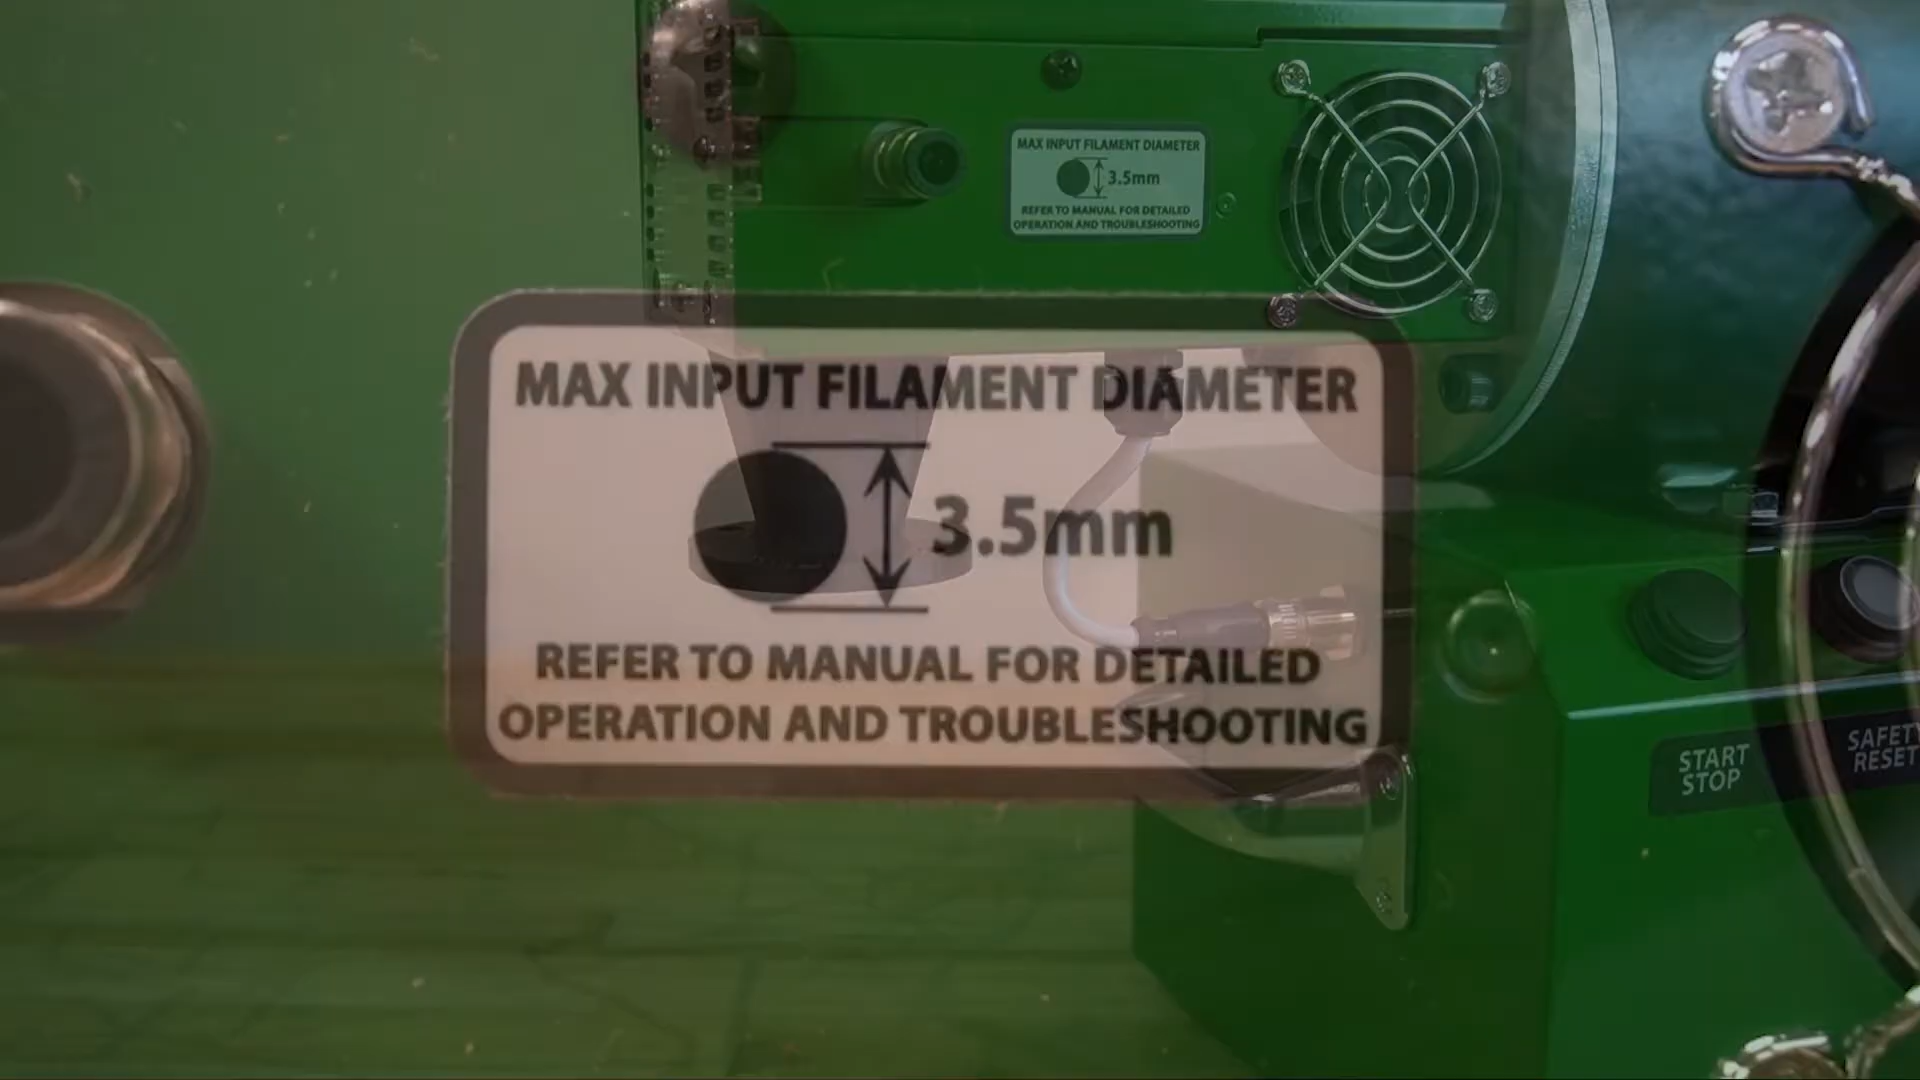 MAX INPUT FILAMENT DIAMETER
3.5mm
REFER TO MANUAL FOR DETAILED
OPERATION AND TROUBLESHOOTING
MAX INPUT FILAMENT DIAMETER
3.5mm
REFER TO MANUAL FOR DETAILED
OPERATION AND TROUBLESHOOTING
START
STOP
SAFETY
RESET